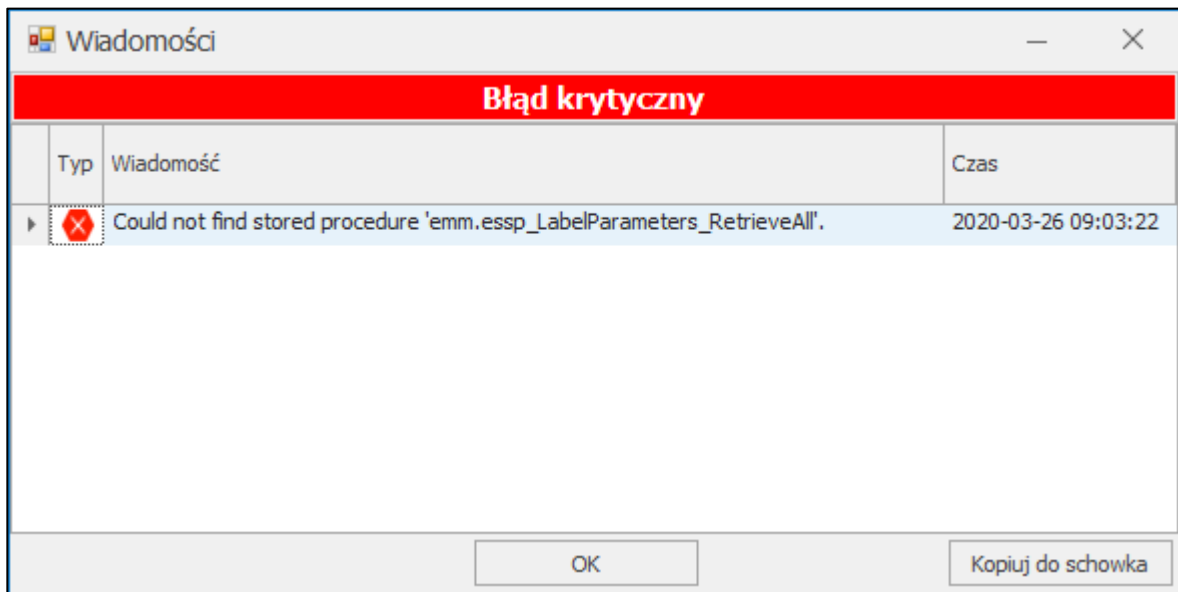 Wiadomości
Błąd krytyczny
Typ Wiadomość Czas
Could not find stored procedure 'emm.essp_LabelParameters_RetrieveAll'. 2020-03-26 09:03:22
OK Kopiuj do schowka